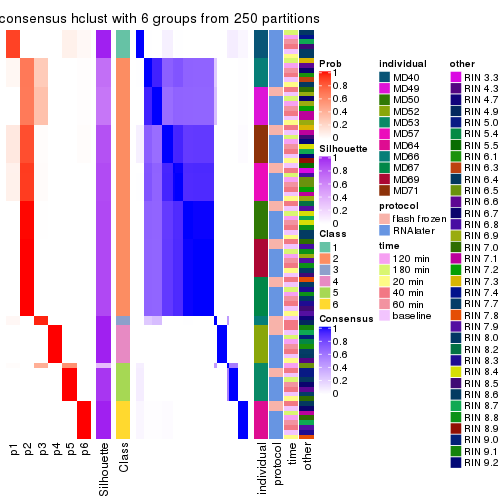 consensus hclust with 6 groups from 250 partitions
Prob
1
0.8
0.6
0.4
0.2
0
Silhouette
1
0.8
0.6
0.4
0.2
0
Class
1
2
3
4
5
6
Consensus
1
0.8
0.6
0.4
0.2
0
individual
MD40
MD49
MD50
MD52
MD53
MD57
MD64
MD66
MD67
MD69
MD71
protocol
flash frozen
RNAlater
time
120 min
180 min
20 min
40 min
60 min
baseline
other
RIN 3.3
RIN 4.3
RIN 4.7
RIN 4.9
RIN 5.0
RIN 5.4
RIN 5.5
RIN 6.1
RIN 6.3
RIN 6.4
RIN 6.5
RIN 6.6
RIN 6.7
RIN 6.8
RIN 6.9
RIN 7.0
RIN 7.1
RIN 7.2
RIN 7.3
RIN 7.4
RIN 7.7
RIN 7.8
RIN 7.9
RIN 8.0
RIN 8.2
RIN 8.3
RIN 8.4
RIN 8.5
RIN 8.6
RIN 8.7
RIN 8.8
RIN 8.9
RIN 9.0
RIN 9.1
RIN 9.2
p1
p2
p3
p4
p5
p6
Silhouette
Class
individual
protocol
time
other